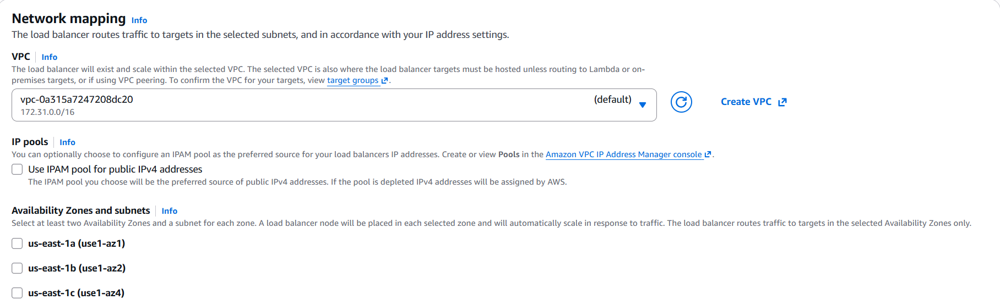 Network mapping Info
The load balancer routes traffic to targets in the selected subnets, and in accordance with your IP address settings.
VPC Info
The load balancer will exist and scale within the selected VPC. The selected VPC is also where the load balancer targets must be hosted unless routing to Lambda or on-
premises targets, or if using VPC peering. To confirm the VPC for your targets, view target groups.
vpc-0a315a7247208dc20 (default)
172.31.0.0/16
Create VPC
IP pools Info
You can optionally choose to configure an IPAM pool as the preferred source for your load balancers IP addresses. Create or view Pools in the Amazon VPC IP Address Manager console.
Use IPAM pool for public IPv4 addresses
The IPAM pool you choose will be the preferred source of public IPv4 addresses. If the pool is depleted IPv4 addresses will be assigned by AWS.
Availability Zones and subnets Info
Select at least two Availability Zones and a subnet for each zone. A load balancer node will be placed in each selected zone and will automatically scale in response to traffic. The load balancer routes traffic to targets in the selected Availability Zones only.
us-east-1a (use1-az1)
us-east-1b (use1-az2)
us-east-1c (use1-az4)